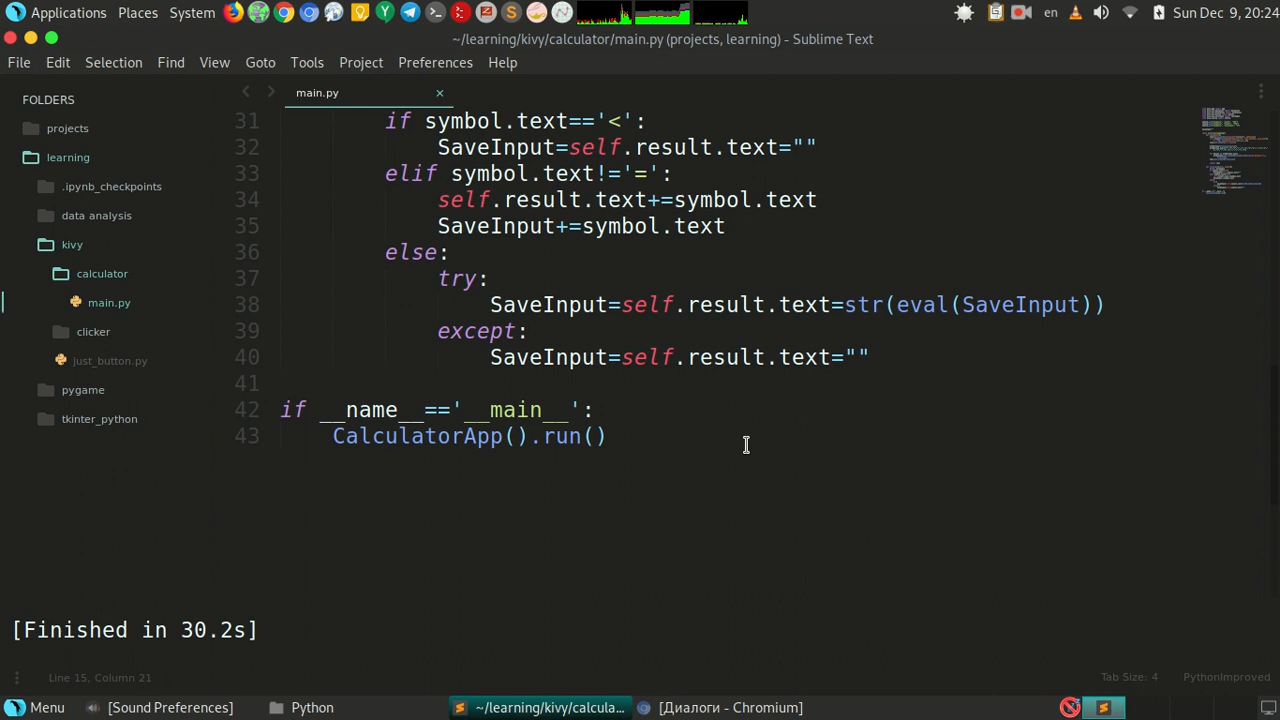 Applications Places System en Sun Dec 9, 20:24
~/learning/kivy/calculator/main.py (projects, learning) - Sublime Text
File Edit Selection Find View Goto Tools Project Preferences Help
FOLDERS
projects
learning
.ipynb_checkpoints
data analysis
kivy
calculator
main.py
clicker
just_button.py
pygame
tkinter_python
main.py ×
31 if symbol.text=='<':
32 SaveInput=self.result.text=""
33 elif symbol.text!='=':
34 self.result.text+=symbol.text
35 SaveInput+=symbol.text
36 else:
37 try:
38 SaveInput=self.result.text=str(eval(SaveInput))
39 except:
40 SaveInput=self.result.text=""
41
42 if __name__=='__main__':
43 CalculatorApp().run()
[Finished in 30.2s]
Line 15, Column 21 Tab Size: 4 PythonImproved
Menu [Sound Preferences] Python ~/learning/kivy/calcula... [Диалоги - Chromium]